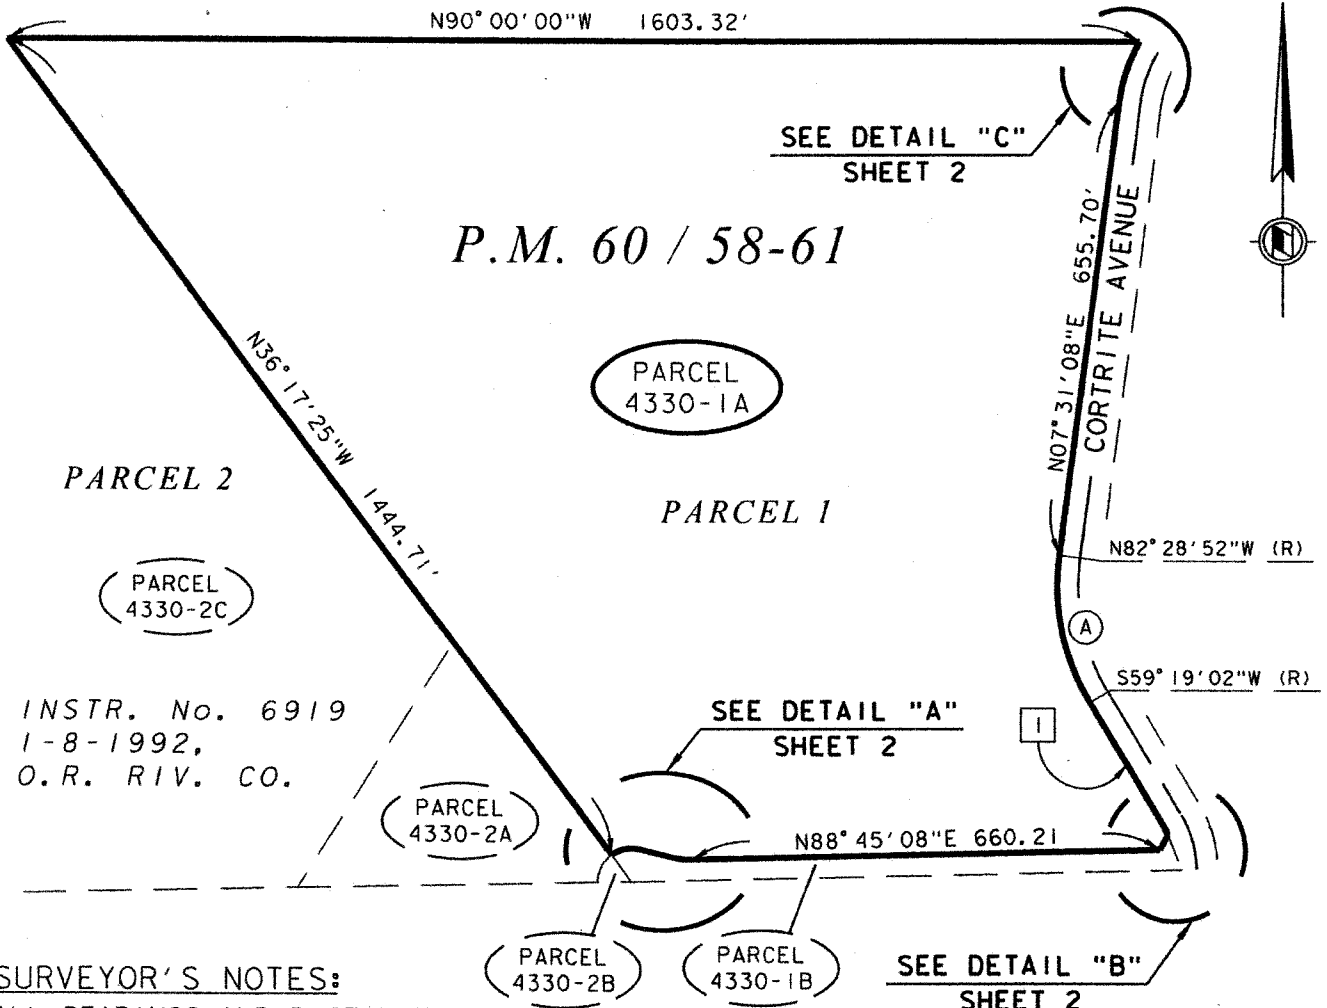 N90°00'00"W 1603.32'
SEE DETAIL "C"
SHEET 2
P.M. 60 / 58-61
N07°31'08"E 655.70'
CORTRITE AVENUE
N36°17'25"W 1444.71'
PARCEL
4330-1A
PARCEL 2
PARCEL 1
N82°28'52"W (R)
PARCEL
4330-2C
A
S59°19'02"W (R)
INSTR. No. 6919
1-8-1992,
O.R. RIV. CO.
SEE DETAIL "A"
SHEET 2
1
PARCEL
4330-2A
N88°45'08"E 660.21
PARCEL
4330-2B
PARCEL
4330-1B
SEE DETAIL "B"
SHEET 2
SURVEYOR'S NOTES: